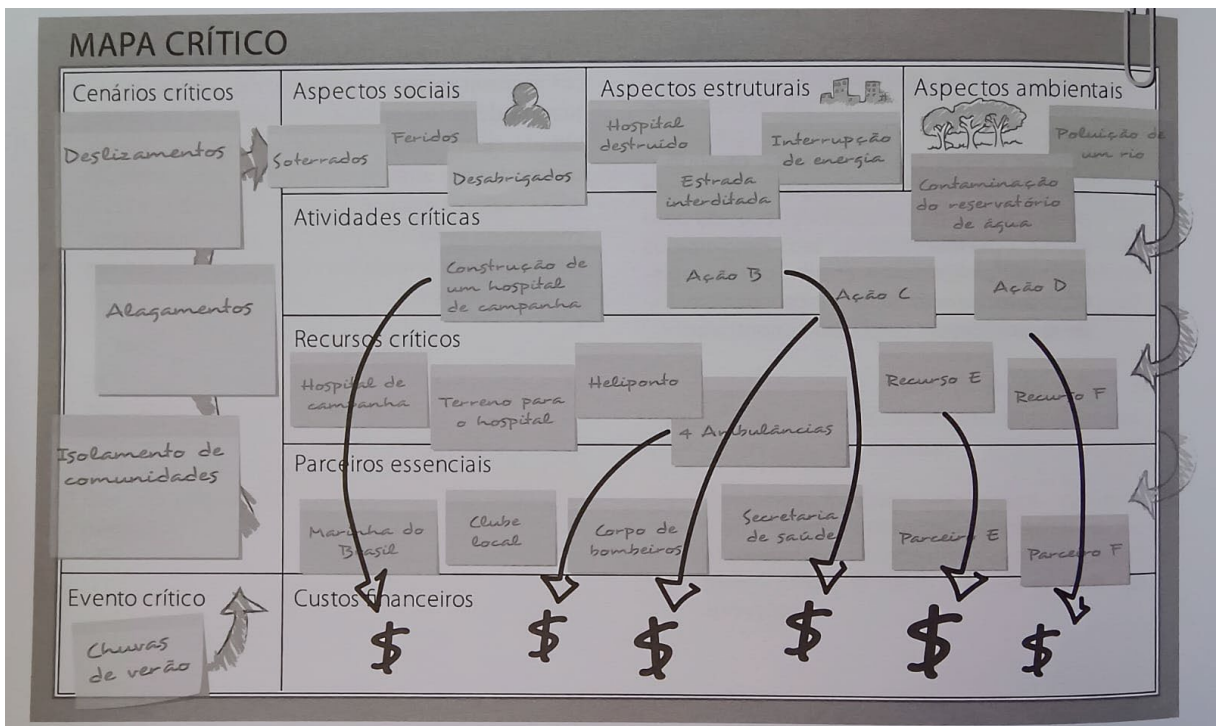 MAPA CRÍTICO
Cenários críticos
Deslizamentos
Alagamentos
Isolamento de
comunidades
Evento crítico
Chuvas
de verão
Aspectos sociais
Soterrados
Feridos
Desabrigados
Aspectos estruturais
Hospital
destruído
Estrada
interditada
Interrupção
de energia
Aspectos ambientais
Poluição de
um rio
Contaminação
do reservatório
de água
Atividades críticas
Construção de
um hospital
de campanha
Ação B
Ação C
Ação D
Recursos críticos
Hospital de
campanha
Terreno para
o hospital
Heliponto
4 Ambulâncias
Recurso E
Recurso F
Parceiros essenciais
Marinha do
Brasil
Clube
local
Corpo de
bombeiros
Secretaria
de saúde
Parceiro E
Parceiro F
Custos financeiros
$ $ $ $ $ $